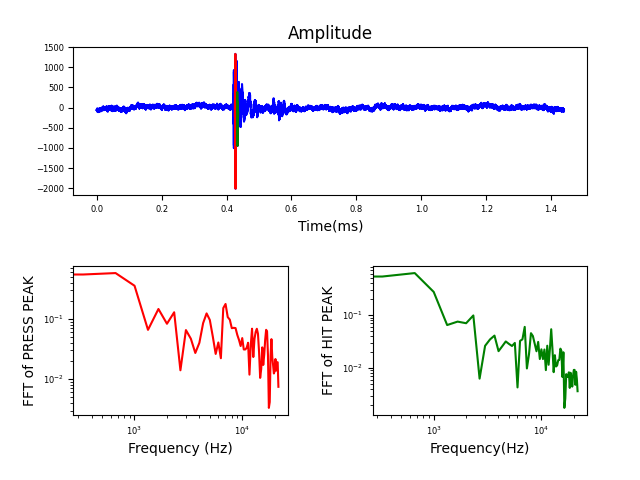 Amplitude
1500
1000
500
0
−500
−1000
−1500
−2000
0.0 0.2 0.4 0.6 0.8 1.0 1.2 1.4
Time(ms)
FFT of PRESS PEAK
10⁻¹
10⁻²
10³ 10⁴
Frequency (Hz)
FFT of HIT PEAK
10⁻¹
10⁻²
10³ 10⁴
Frequency(Hz)